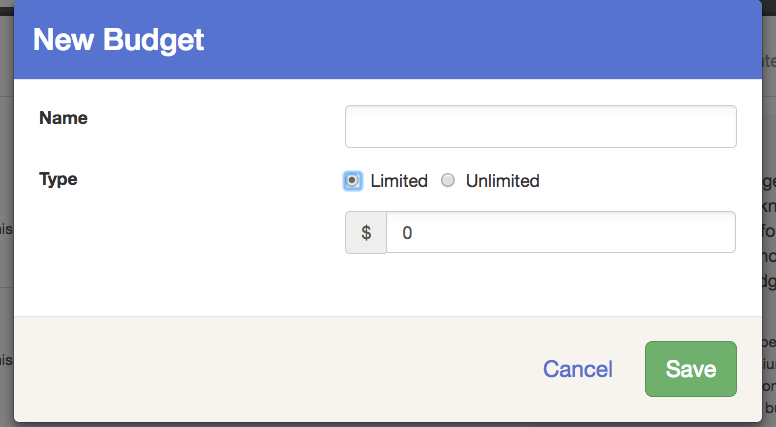 New Budget
Name
Type
Limited Unlimited
$ 0
Cancel Save